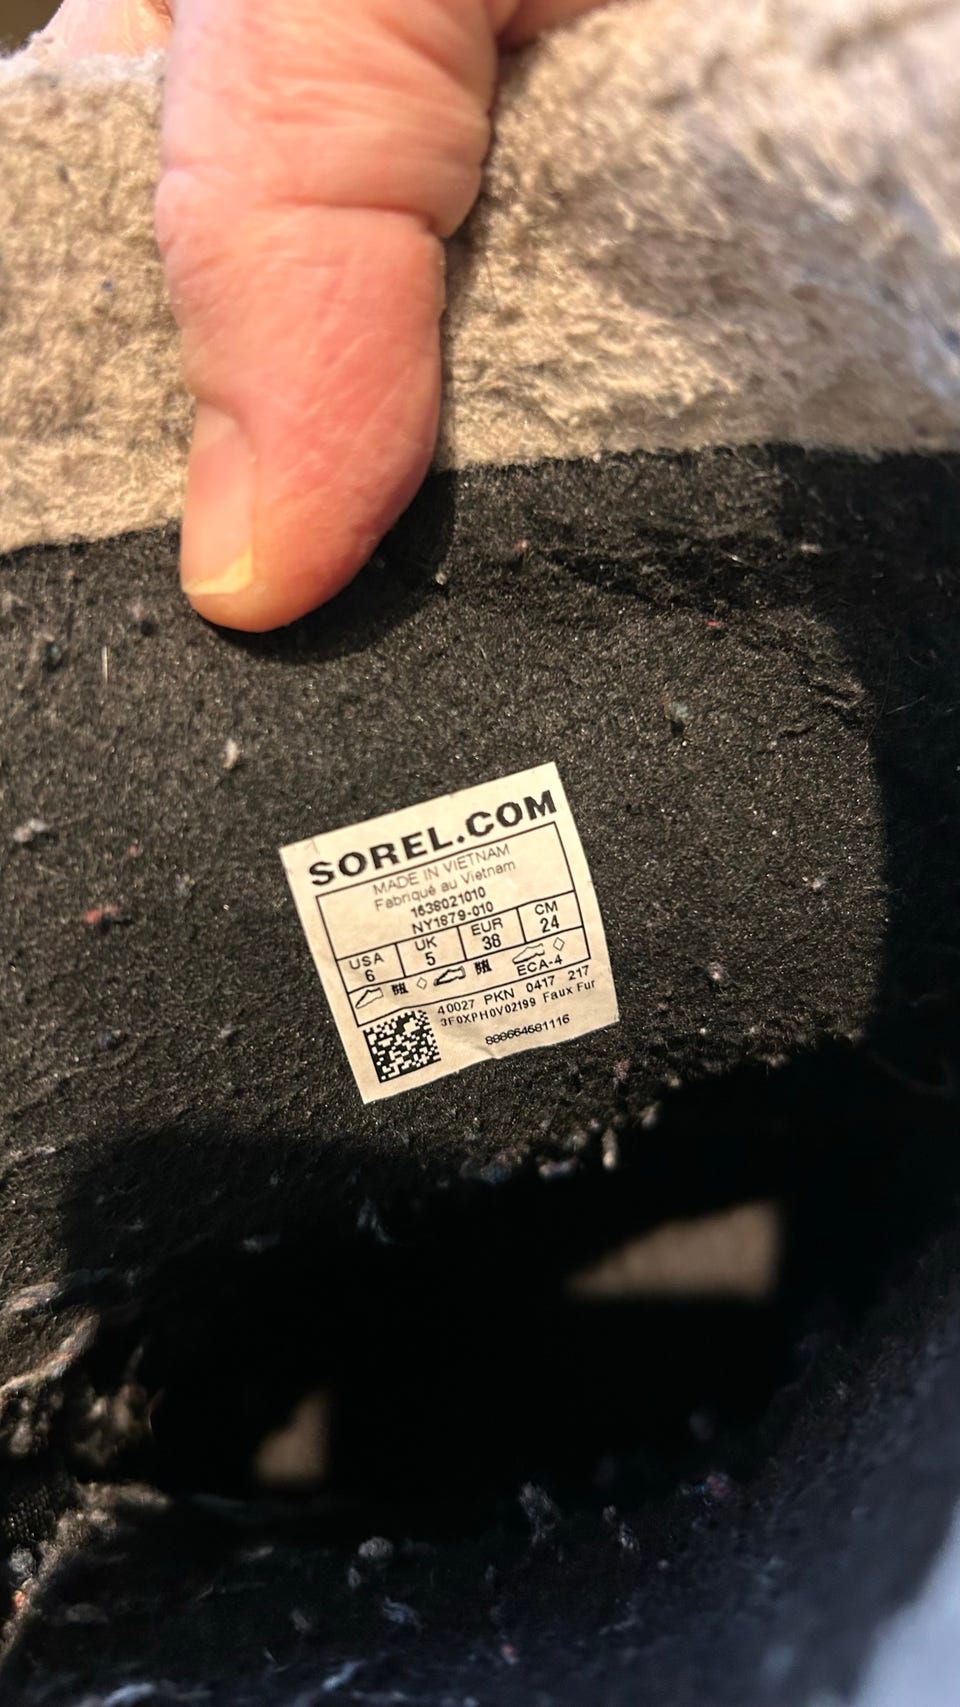 SOREL.COM
MADE IN VIETNAM
Fabriqué au Vietnam
1638021010
NY1879-010
USA UK EUR CM
6 5 38 24
ECA-4
40027 PKN 0417 217
3F0XPH0V02199 Faux Fur
888664581116